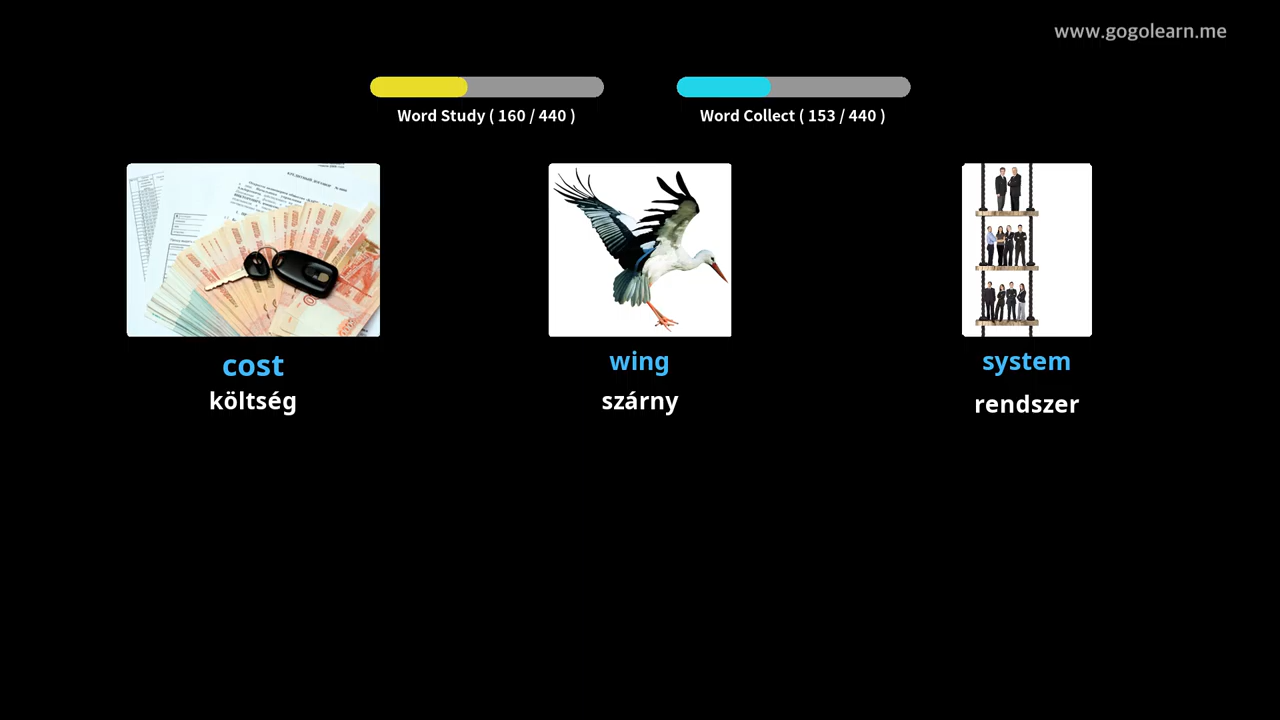 www.gogolearn.me
Word Study ( 160 / 440 )
Word Collect ( 153 / 440 )
cost
költség
wing
szárny
system
rendszer